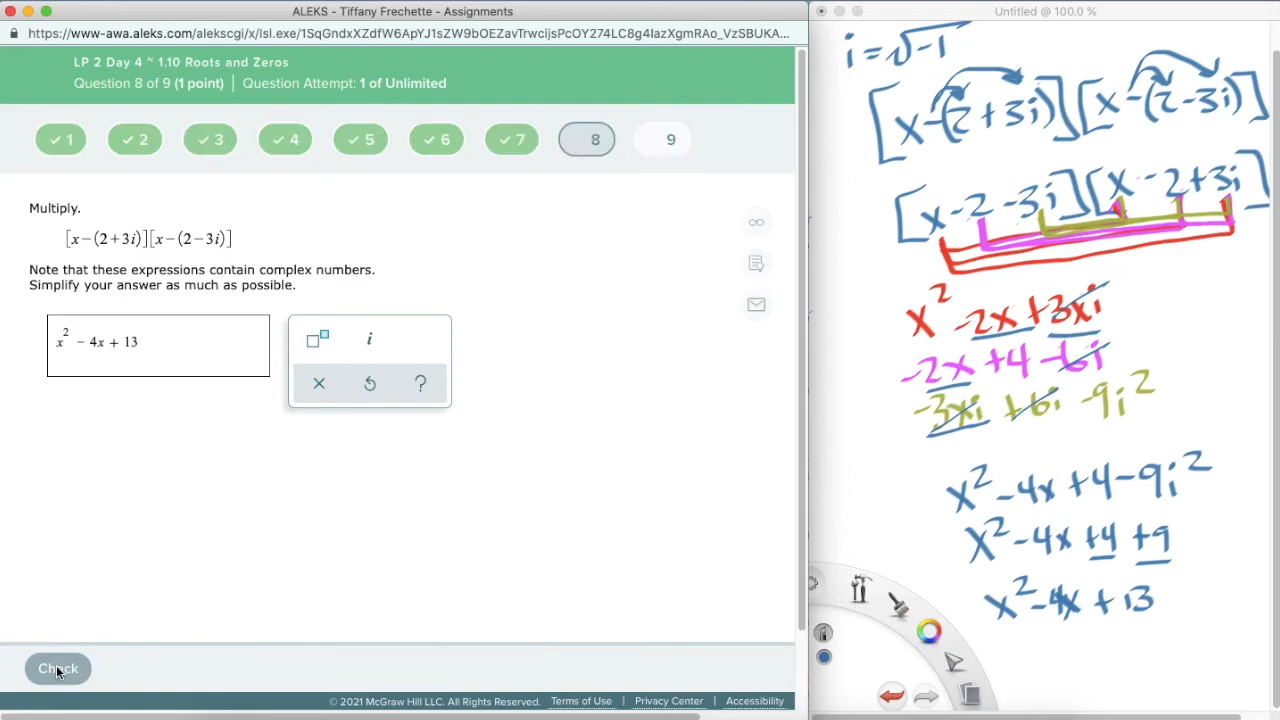 ALEKS - Tiffany Frechette - Assignments
https://www-awa.aleks.com/alekscgi/x/Isl.exe/1SqGndxXZdfW6ApYJ1sZW9bOEZavTrwcijsPcOY274LC8g4IazXgmRAo_VzSBUKA...
LP 2 Day 4 ~ 1.10 Roots and Zeros
Question 8 of 9 (1 point) | Question Attempt: 1 of Unlimited
✓ 1 ✓ 2 ✓ 3 ✓ 4 ✓ 5 ✓ 6 ✓ 7 8 9
Multiply.
[x−(2+3i)][x−(2−3i)]
Note that these expressions contain complex numbers.
Simplify your answer as much as possible.
x² − 4x + 13
i
?
Check
© 2021 McGraw Hill LLC. All Rights Reserved. Terms of Use | Privacy Center | Accessibility
Untitled @ 100.0 %
i = √-1
[x-(2+3i)][x-(2-3i)]
[x-2-3i][x-2+3i]
x² -2x +3xi
-2x +4 -6i
-3xi +6i -9i²
x² -4x +4 -9i²
x² -4x +4 +9
x² -4x + 13